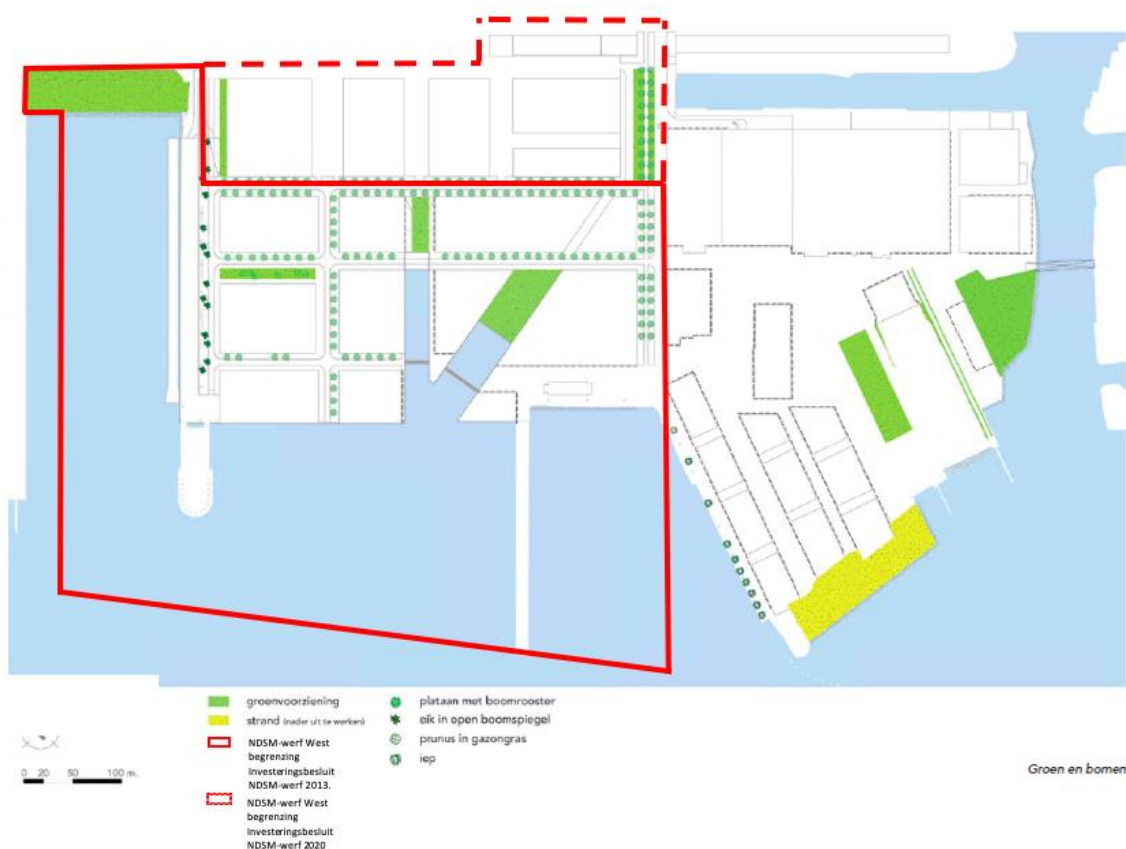 groenvoorziening
strand (nader uit te werken)
NDSM-werf West
begrenzing
Investeringsbesluit
NDSM-werf 2013.
NDSM-werf West
begrenzing
Investeringsbesluit
NDSM-werf 2020
plataan met boomrooster
eik in open boomspiegel
prunus in gazongras
iep
0 20 50 100 m.
Groen en bomen